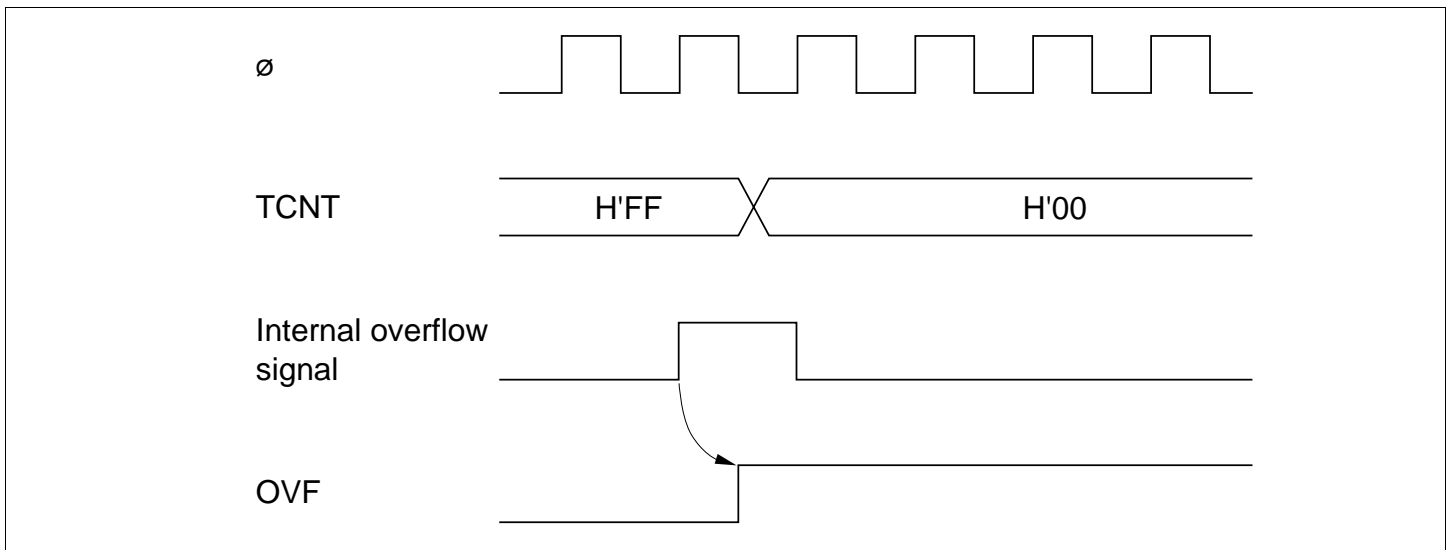 ø
TCNT
H'FF
H'00
Internal overflow
signal
OVF